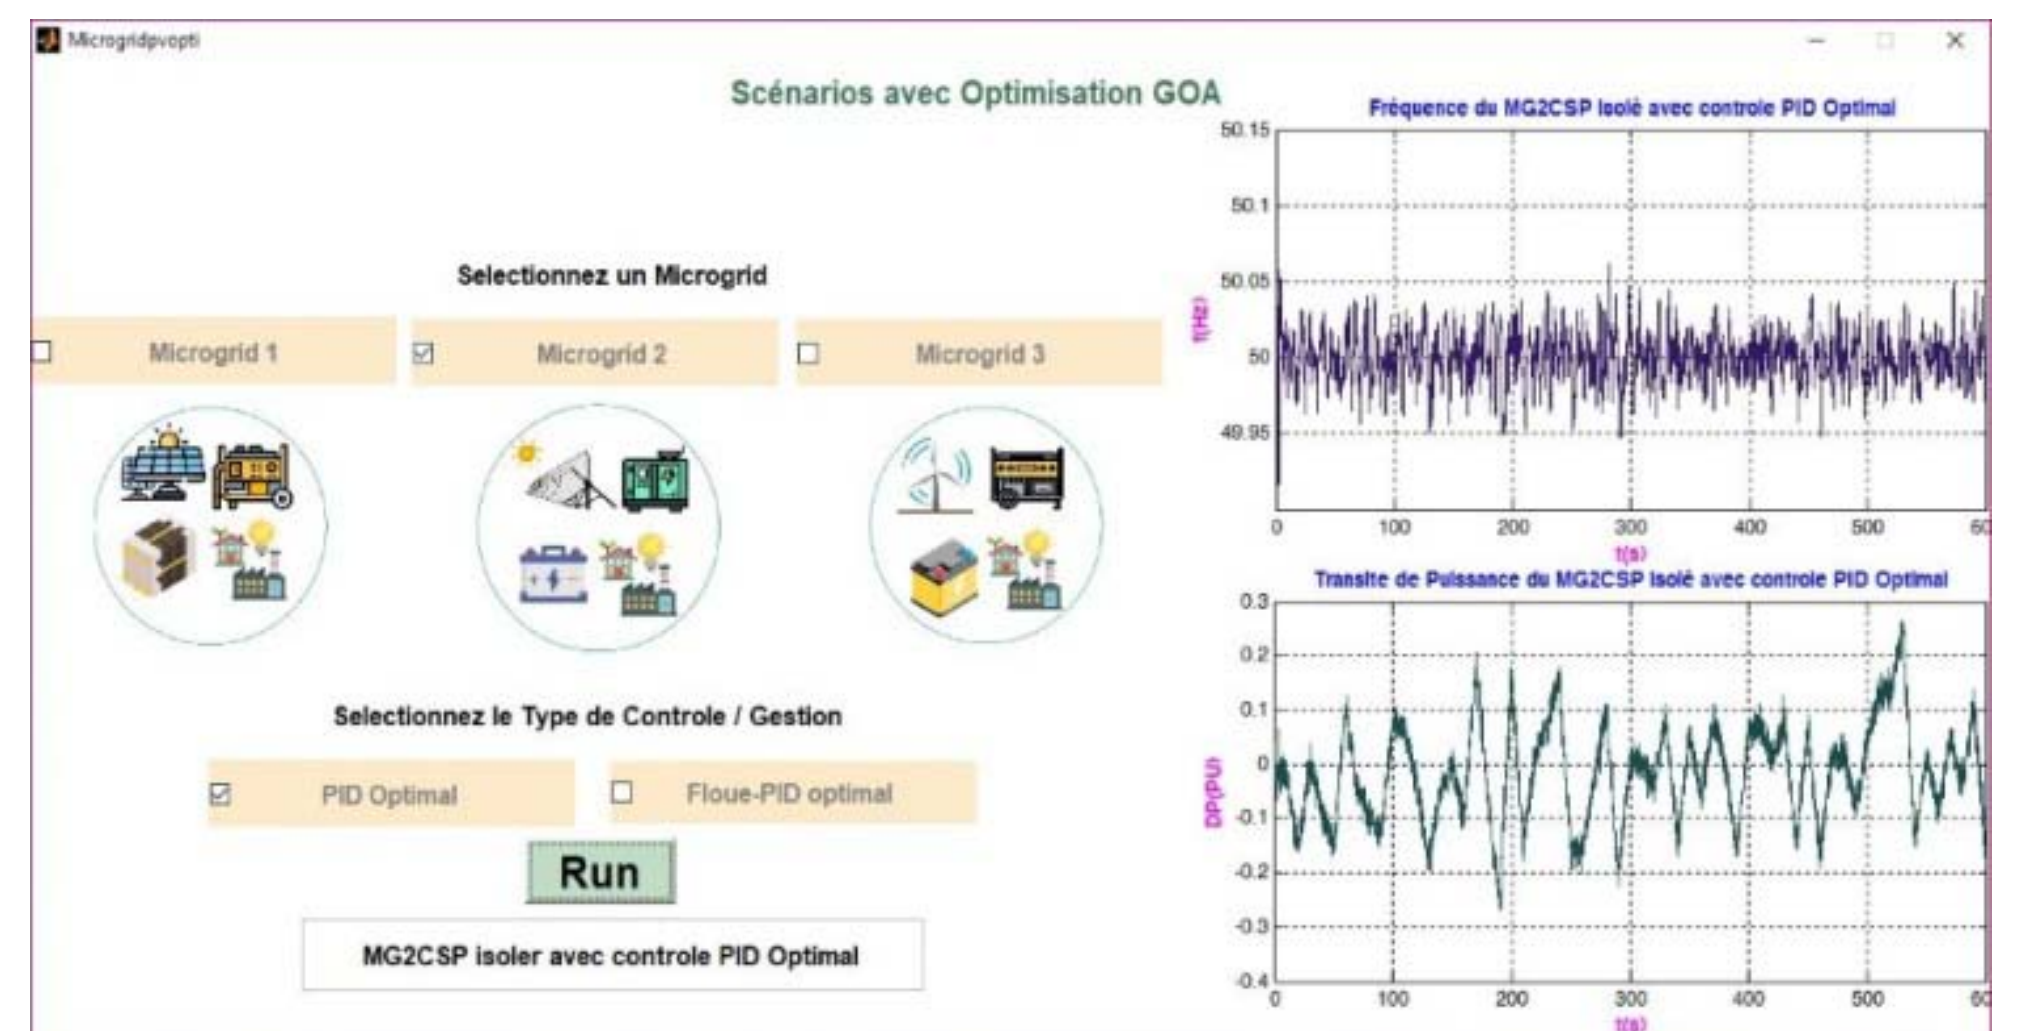 Microgridpvopti
Scénarios avec Optimisation GOA
Selectionnez un Microgrid
Microgrid 1
Microgrid 2
Microgrid 3
Selectionnez le Type de Controle / Gestion
PID Optimal
Floue-PID optimal
Run
MG2CSP isoler avec controle PID Optimal
Fréquence du MG2CSP Isolé avec controle PID Optimal
50.15
50.1
50.05
50
49.95
f(Hz)
0 100 200 300 400 500 60
t(s)
Transite de Puissance du MG2CSP Isolé avec controle PID Optimal
0.3
0.2
0.1
0
-0.1
-0.2
-0.3
-0.4
DP(PU)
0 100 200 300 400 500 60
t(s)